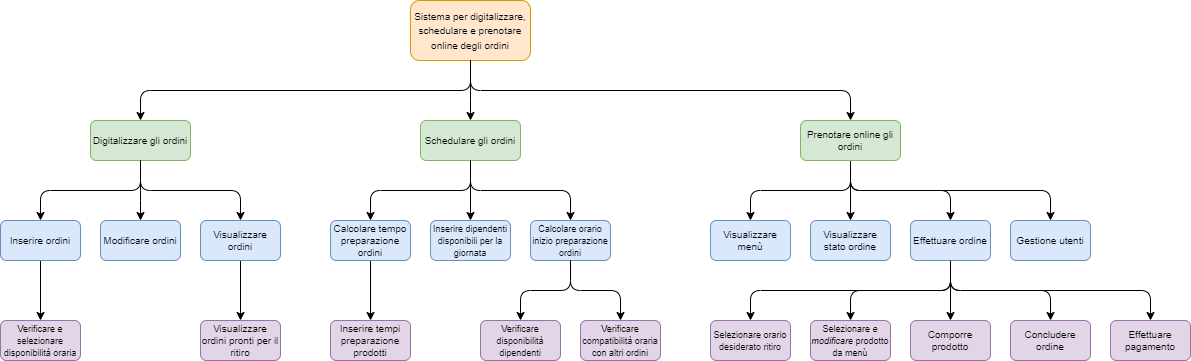 Sistema per digitalizzare,
schedulare e prenotare
online degli ordini
Digitalizzare gli ordini
Schedulare gli ordini
Prenotare online gli
ordini
Inserire ordini
Modificare ordini
Visualizzare
ordini
Calcolare tempo
preparazione
ordini
Inserire dipendenti
disponibili per la
giornata
Calcolare orario
inizio preparazione
ordini
Visualizzare
menù
Visualizzare
stato ordine
Effettuare ordine
Gestione utenti
Verificare e
selezionare
disponibilità oraria
Visualizzare
ordini pronti per il
ritiro
Inserire tempi
preparazione
prodotti
Verificare
disponibilità
dipendenti
Verificare
compatibilità oraria
con altri ordini
Selezionare orario
desiderato ritiro
Selezionare e
modificare prodotto
da menù
Comporre
prodotto
Concludere
ordine
Effettuare
pagamento